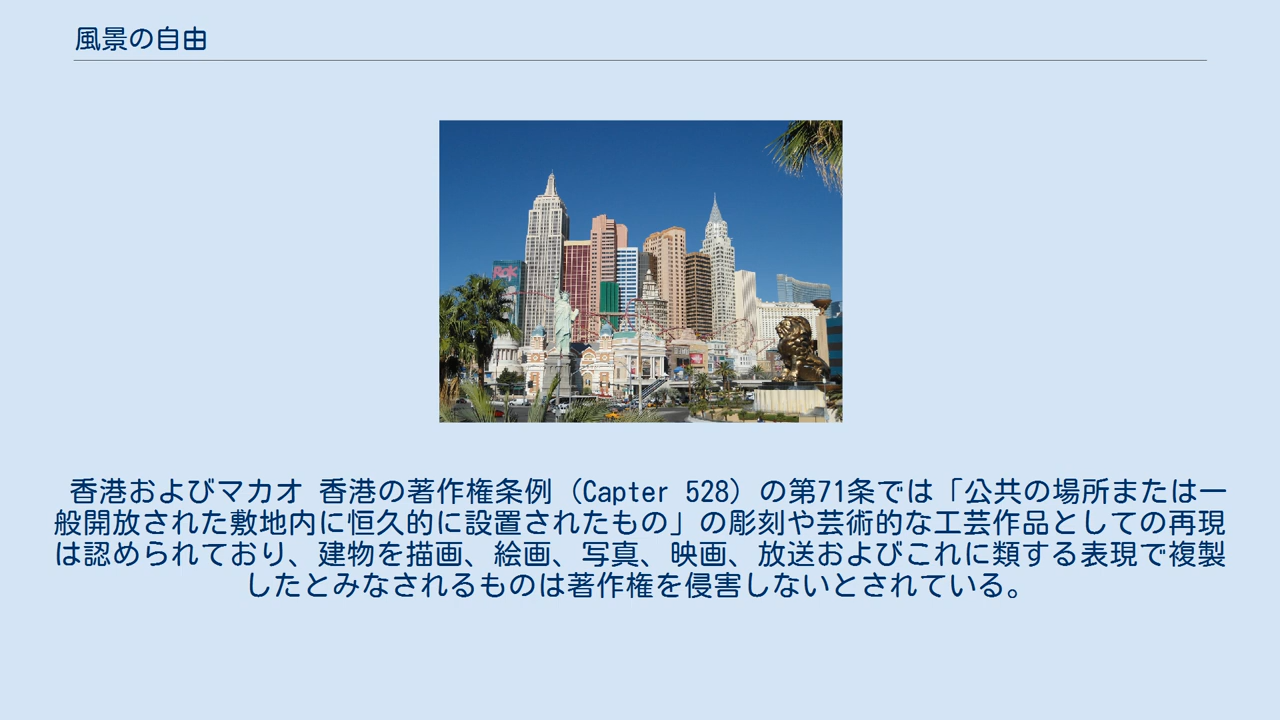 風景の自由
RöK
香港およびマカオ 香港の著作権条例（Capter 528）の第71条では「公共の場所または一
般開放された敷地内に恒久的に設置されたもの」の彫刻や芸術的な工芸作品としての再現
は認められており、建物を描画、絵画、写真、映画、放送およびこれに類する表現で複製
したとみなされるものは著作権を侵害しないとされている。